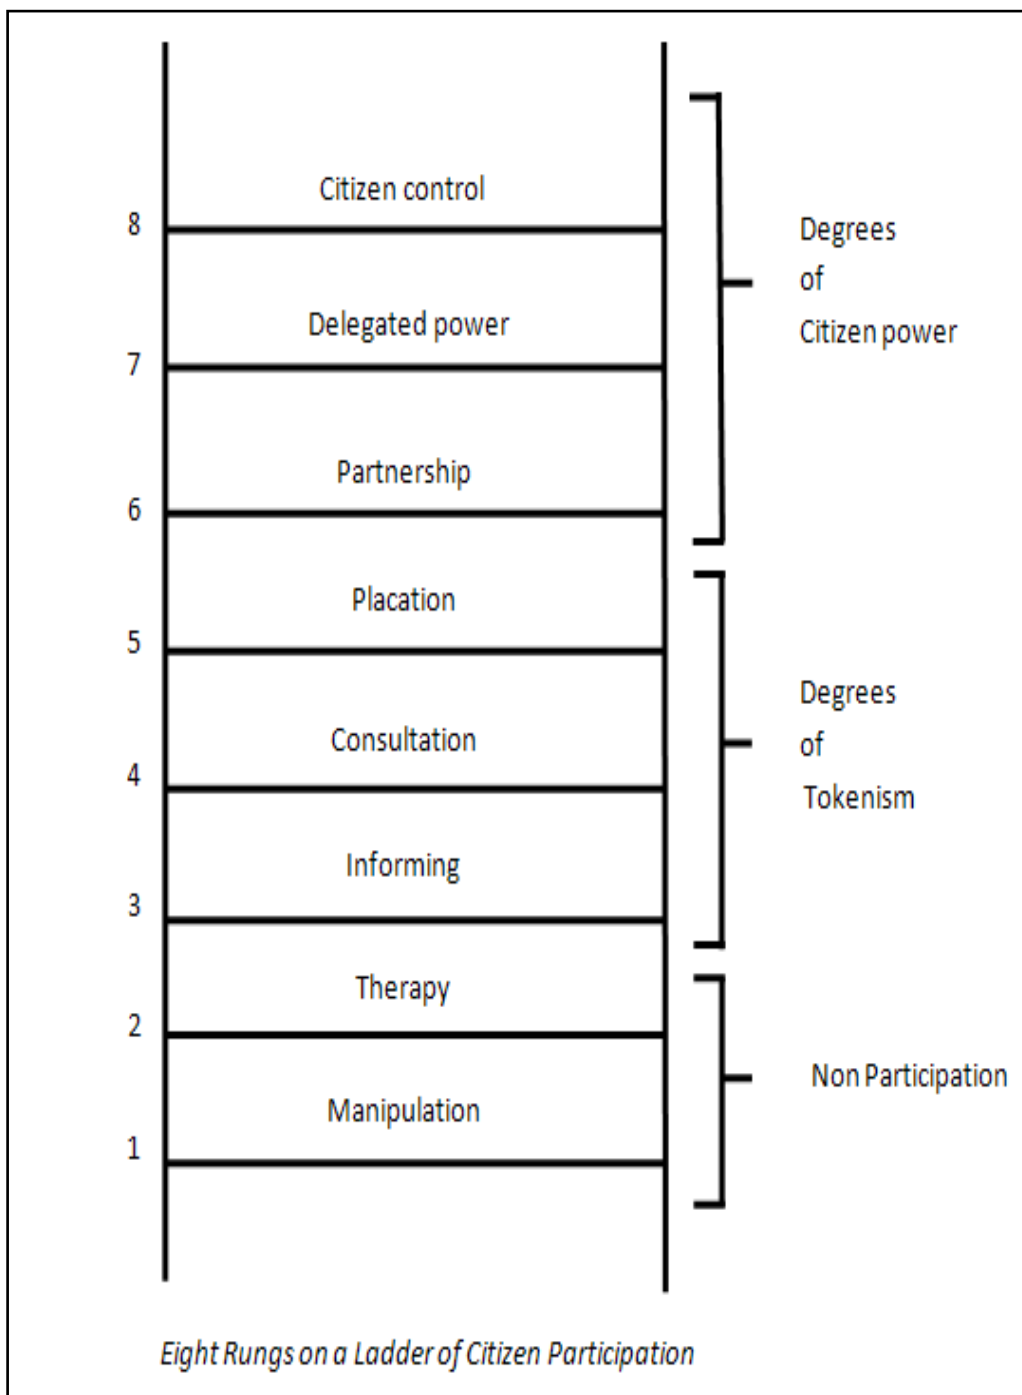 Citizen control
8
Delegated power
7
Partnership
6
Placation
5
Consultation
4
Informing
3
Therapy
2
Manipulation
1
Degrees
of
Citizen power
Degrees
of
Tokenism
Non Participation
Eight Rungs on a Ladder of Citizen Participation